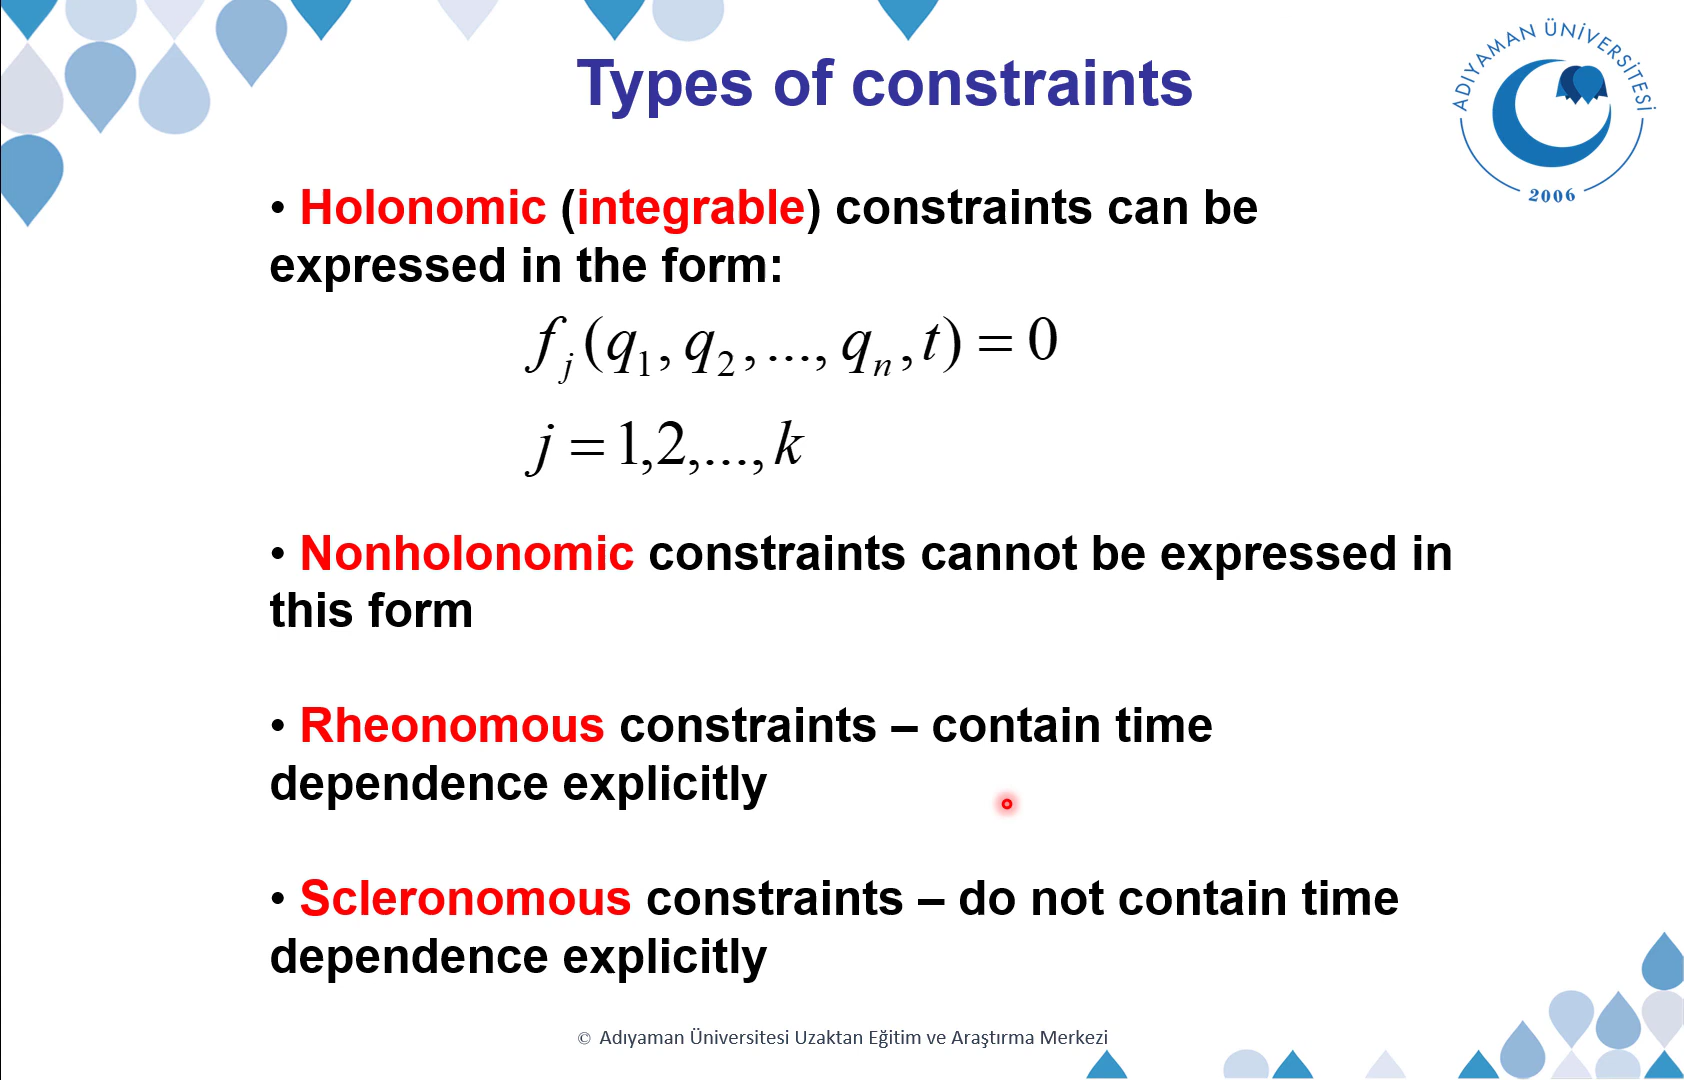 Types of constraints
ADIYAMAN ÜNİVERSİTESİ
2006
• Holonomic (integrable) constraints can be
expressed in the form:
f_j(q_1, q_2, ..., q_n, t) = 0
j = 1,2,..., k
• Nonholonomic constraints cannot be expressed in
this form
• Rheonomous constraints – contain time
dependence explicitly
• Scleronomous constraints – do not contain time
dependence explicitly
© Adıyaman Üniversitesi Uzaktan Eğitim ve Araştırma Merkezi